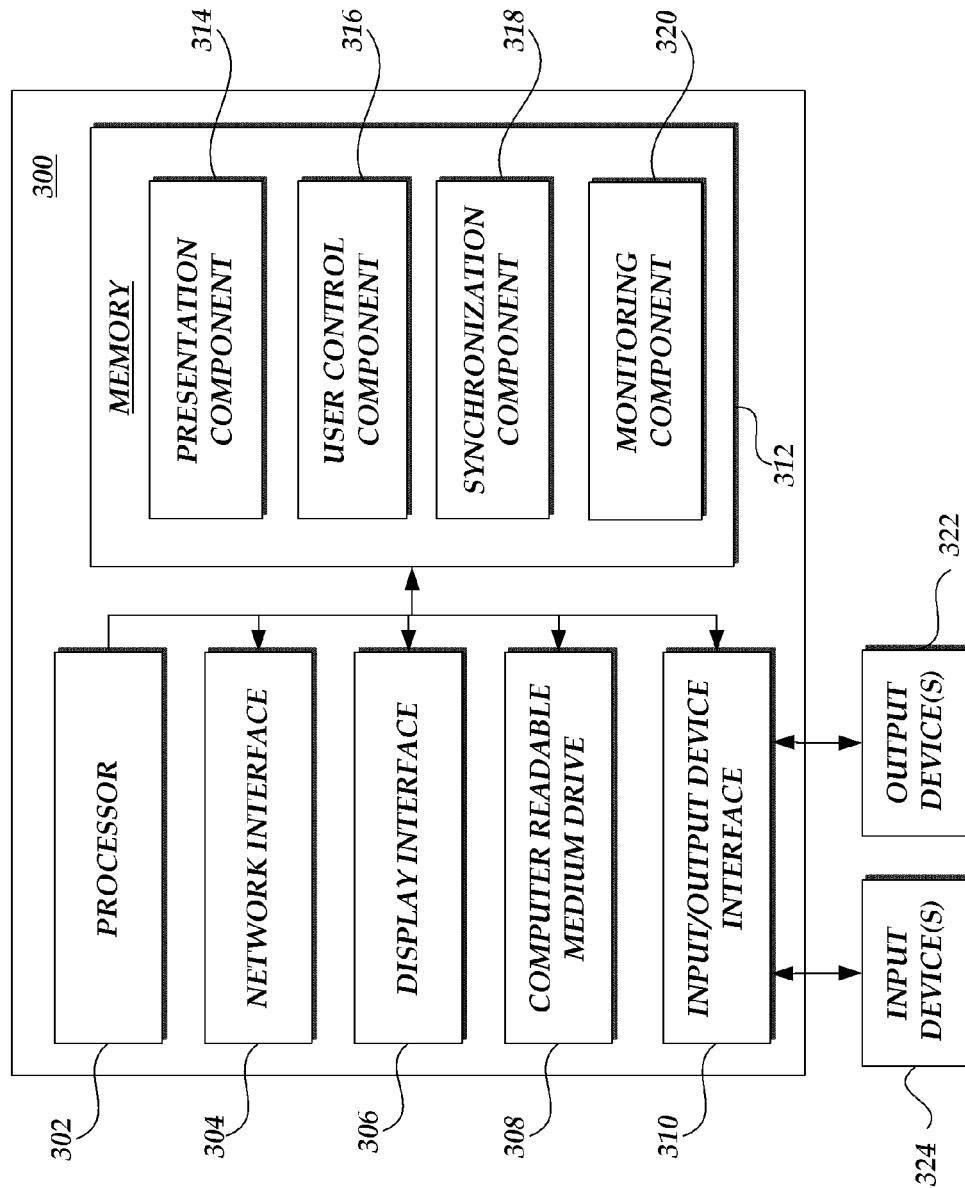 300
MEMORY
PROCESSOR
NETWORK INTERFACE
DISPLAY INTERFACE
COMPUTER READABLE
MEDIUM DRIVE
INPUT/OUTPUT DEVICE
INTERFACE
PRESENTATION
COMPONENT
USER CONTROL
COMPONENT
SYNCHRONIZATION
COMPONENT
MONITORING
COMPONENT
INPUT
DEVICE(S)
OUTPUT
DEVICE(S)
302
304
306
308
310
312
314
316
318
320
322
324